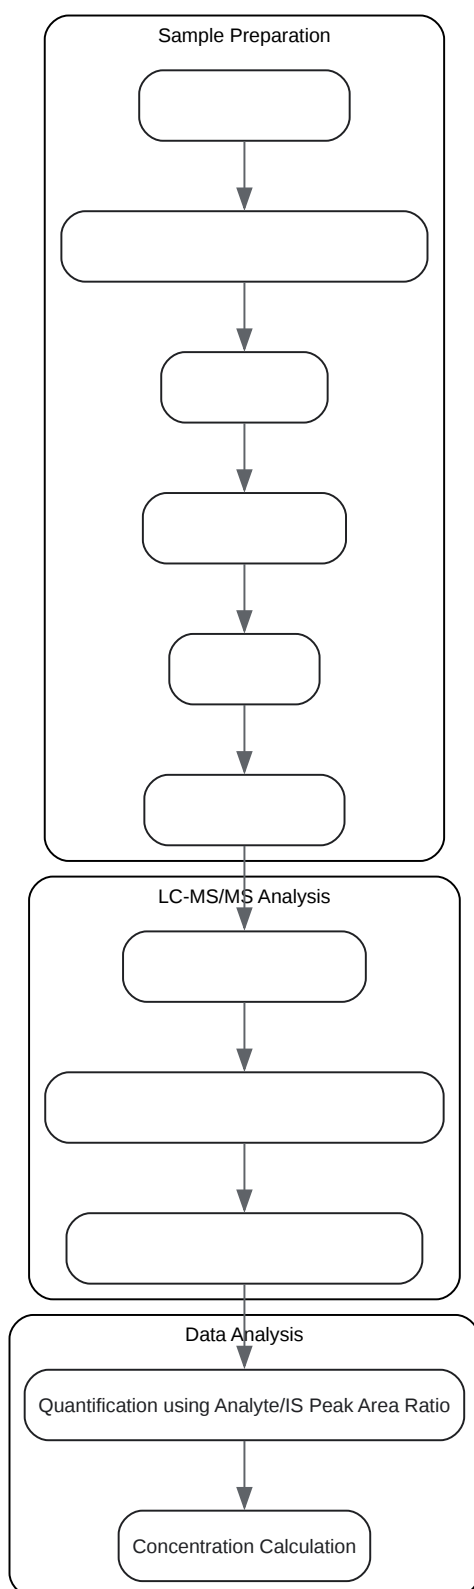 Sample Preparation
LC-MS/MS Analysis
Data Analysis
Quantification using Analyte/IS Peak Area Ratio
Concentration Calculation